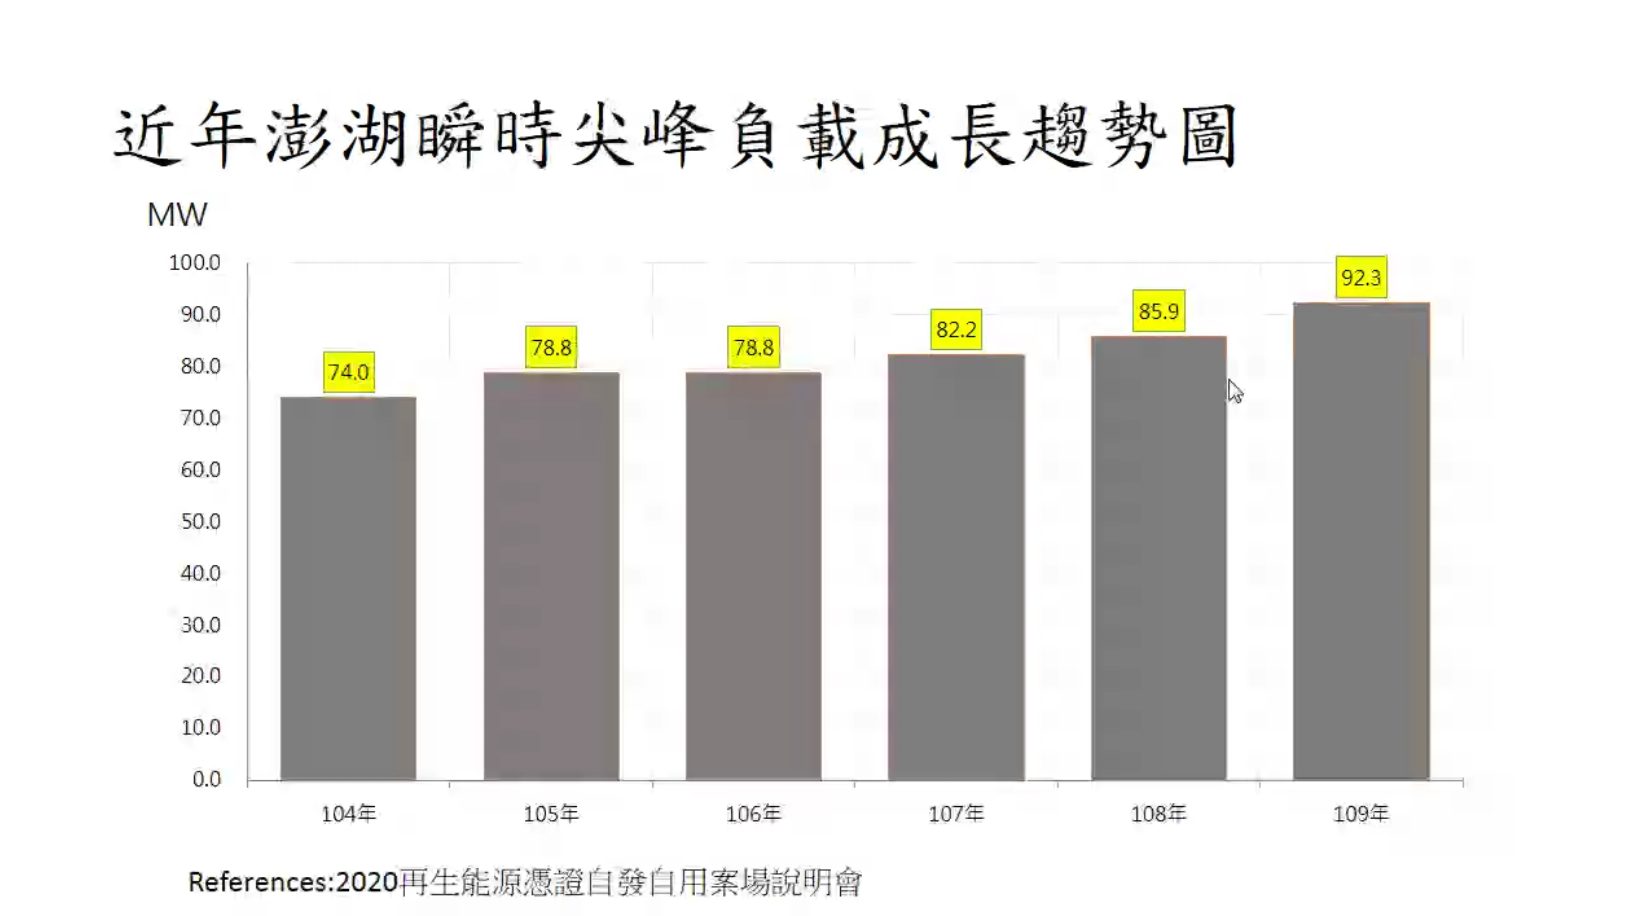 近年澎湖瞬時尖峰負載成長趨勢圖
MW
100.0
90.0
80.0
70.0
60.0
50.0
40.0
30.0
20.0
10.0
0.0
74.0
78.8
78.8
82.2
85.9
92.3
104年
105年
106年
107年
108年
109年
References:2020再生能源憑證自發自用案場說明會